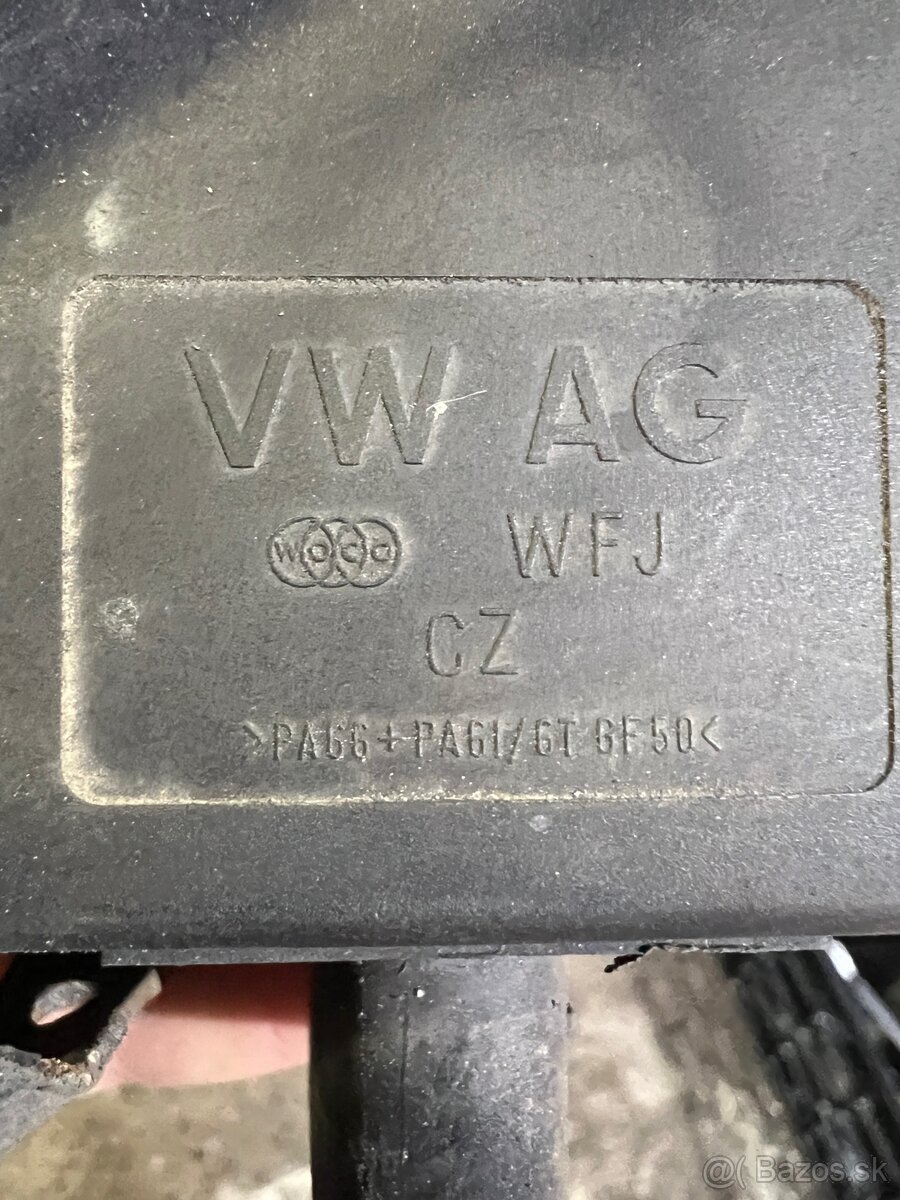 VW AG
WOCO WFJ
CZ
>PA66+PA6I/6T GF50<
@( Bazos.sk